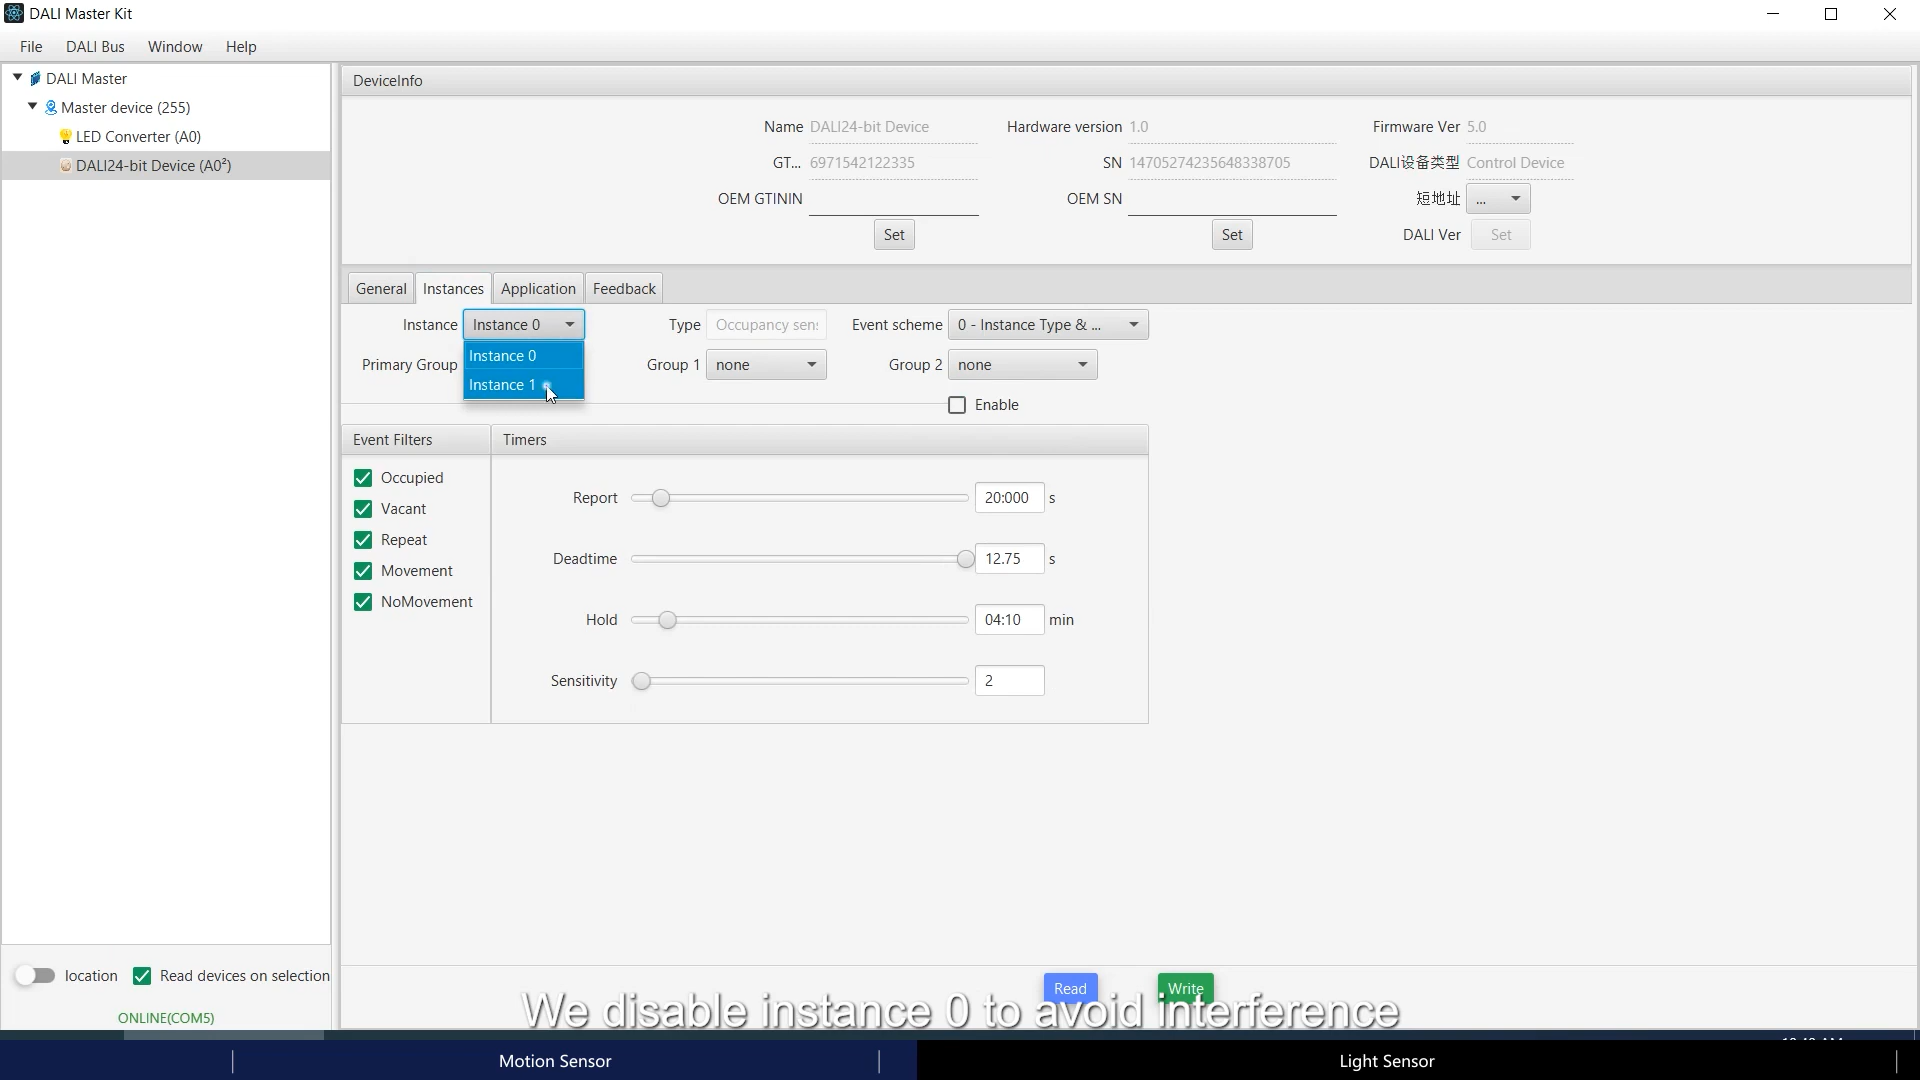 DALI Master Kit
File DALI Bus Window Help
DALI Master
Master device (255)
LED Converter (A0)
DALI24-bit Device (A0²)
DeviceInfo
Name DALI24-bit Device Hardware version 1.0 Firmware Ver 5.0
GT... 6971542122335 SN 14705274235648338705 DALI设备类型 Control Device
OEM GTININ OEM SN 短地址 ...
Set Set DALI Ver Set
General Instances Application Feedback
Instance Instance 0 Type Occupancy sens Event scheme 0 - Instance Type & ...
Instance 0
Primary Group Group 1 none Group 2 none
Instance 1
Enable
Event Filters Timers
Occupied
Vacant
Repeat
Movement
NoMovement
Report 20:000 s
Deadtime 12.75 s
Hold 04:10 min
Sensitivity 2
location Read devices on selection
Read Write
We disable instance 0 to avoid interference
ONLINE(COM5)
Motion Sensor Light Sensor